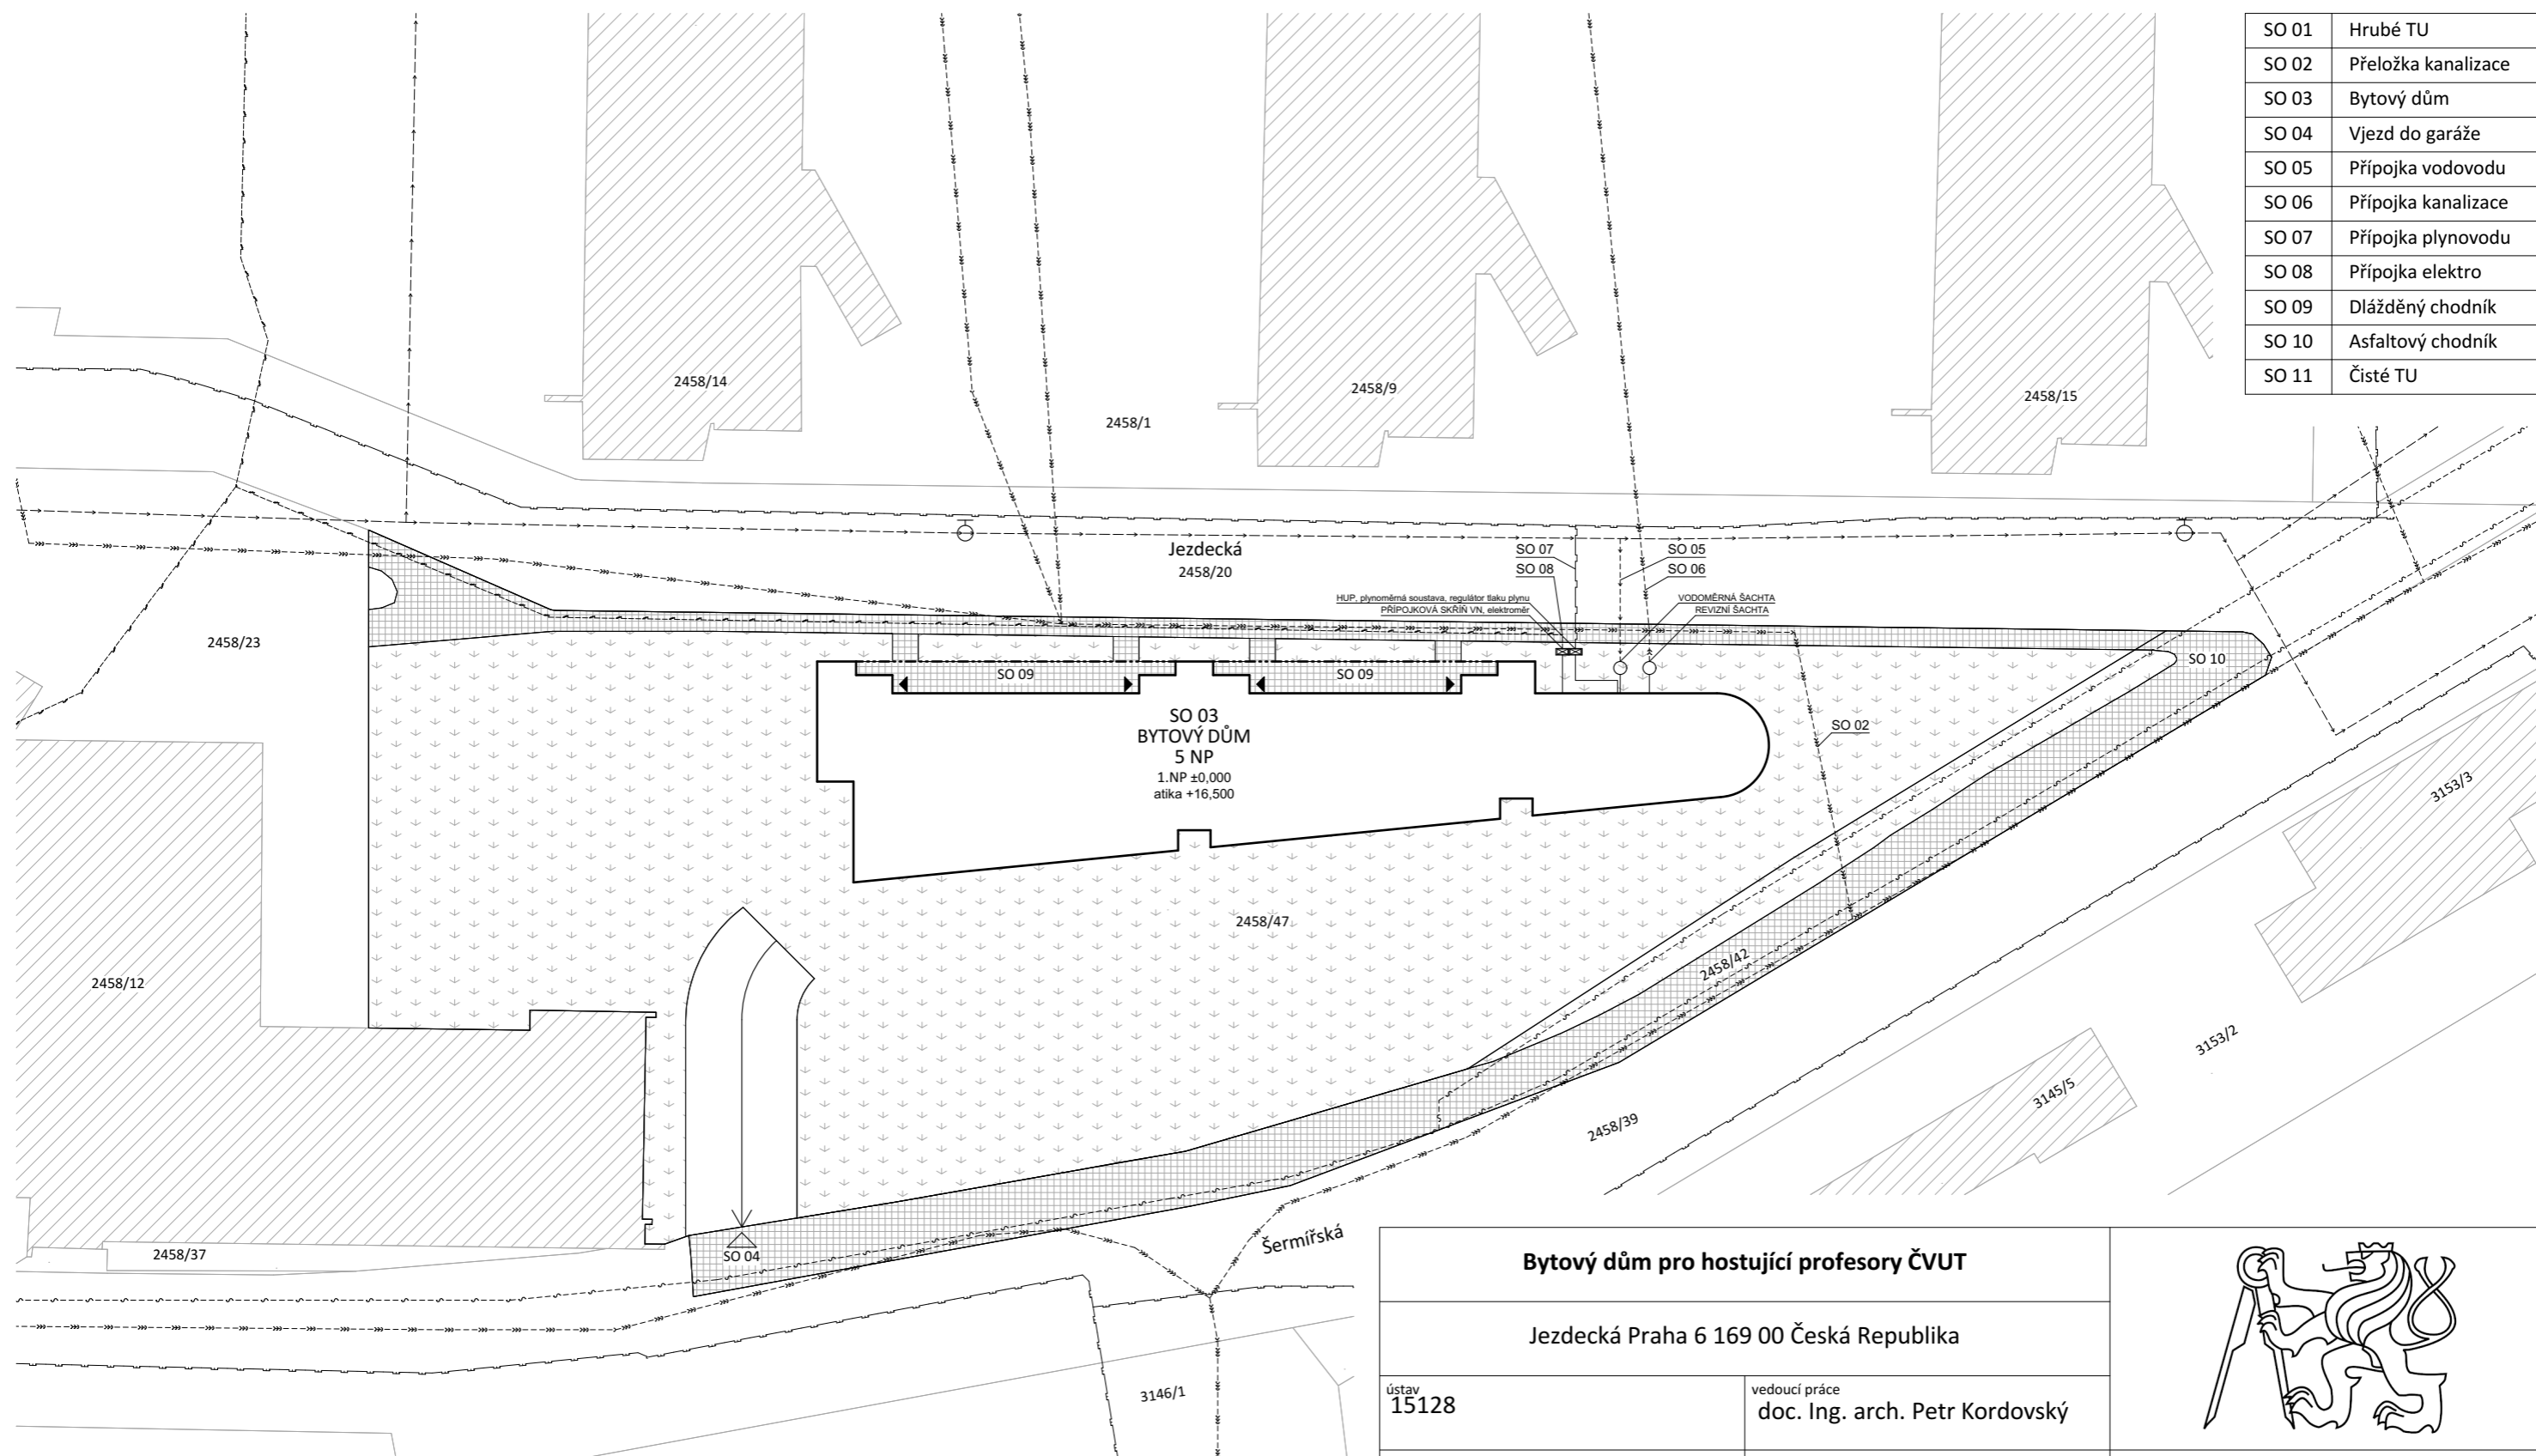 SO 01 Hrubé TU
SO 02 Přeložka kanalizace
SO 03 Bytový dům
SO 04 Vjezd do garáže
SO 05 Přípojka vodovodu
SO 06 Přípojka kanalizace
SO 07 Přípojka plynovodu
SO 08 Přípojka elektro
SO 09 Dlážděný chodník
SO 10 Asfaltový chodník
SO 11 Čisté TU
2458/14
2458/9
2458/15
2458/1
Jezdecká
2458/20
SO 07
SO 08
SO 05
SO 06
HUP, plynoměrná soustava, regulátor tlaku plynu
PŘÍPOJKOVÁ SKŘÍŇ VN, elektroměr
VODOMĚRNÁ ŠACHTA
REVIZNÍ ŠACHTA
2458/23
SO 10
SO 09
SO 09
SO 03
BYTOVÝ DŮM
5 NP
1.NP ±0,000
atika +16,500
SO 02
3153/3
2458/47
2458/42
2458/12
3153/2
3145/5
2458/39
Šermířská
SO 04
2458/37
3146/1
Bytový dům pro hostující profesory ČVUT
Jezdecká Praha 6 169 00 Česká Republika
ústav
15128
vedoucí práce
doc. Ing. arch. Petr Kordovský